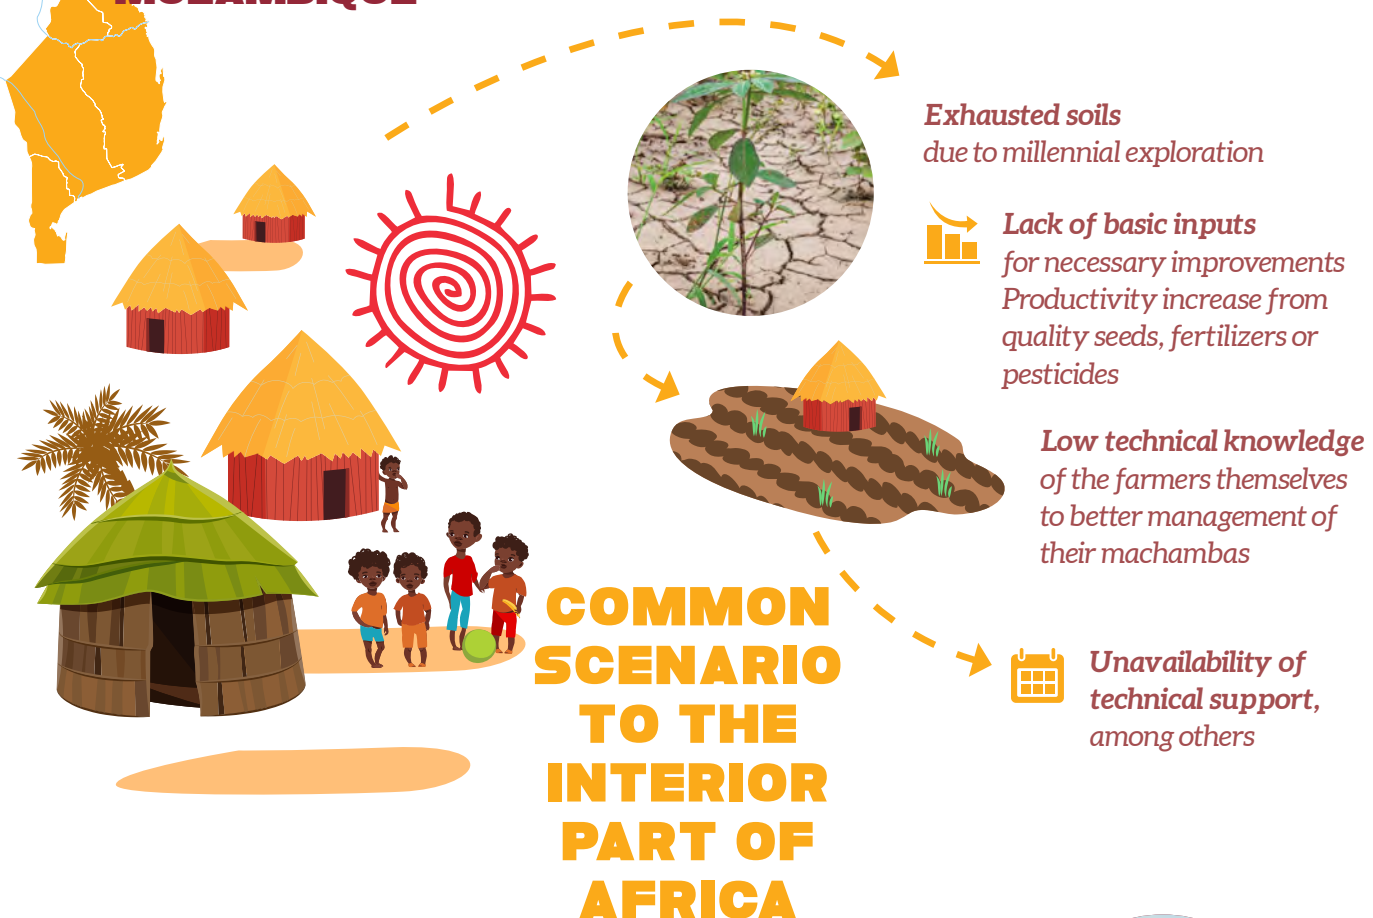 MOZAMBIQUE
Exhausted soils
due to millennial exploration
Lack of basic inputs
for necessary improvements
Productivity increase from
quality seeds, fertilizers or
pesticides
Low technical knowledge
of the farmers themselves
to better management of
their machambas
Unavailability of
technical support,
among others
COMMON
SCENARIO
TO THE
INTERIOR
PART OF
AFRICA